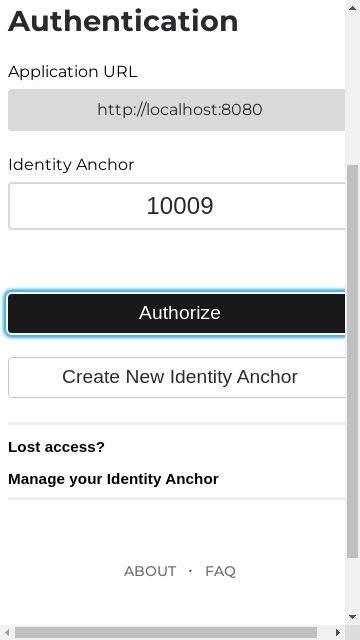 Authentication
Application URL
http://localhost:8080
Identity Anchor
10009
Authorize
Create New Identity Anchor
Lost access?
Manage your Identity Anchor
ABOUT · FAQ